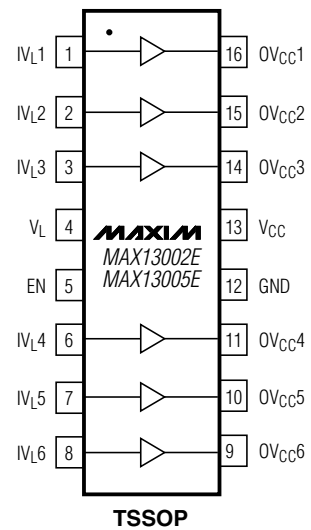 IVL1 1 16 OVCC1
IVL2 2 15 OVCC2
IVL3 3 14 OVCC3
VL 4 MAXIM 13 VCC
MAX13002E
MAX13005E
EN 5 12 GND
IVL4 6 11 OVCC4
IVL5 7 10 OVCC5
IVL6 8 9 OVCC6
TSSOP